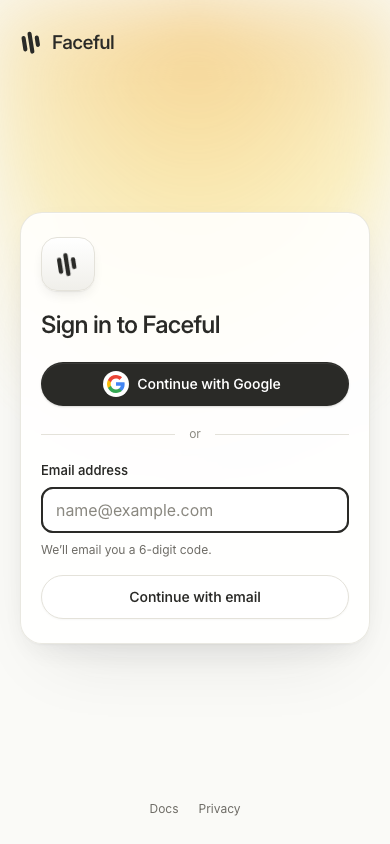 Faceful
Sign in to Faceful
Continue with Google
or
Email address
name@example.com
We'll email you a 6-digit code.
Continue with email
Docs Privacy